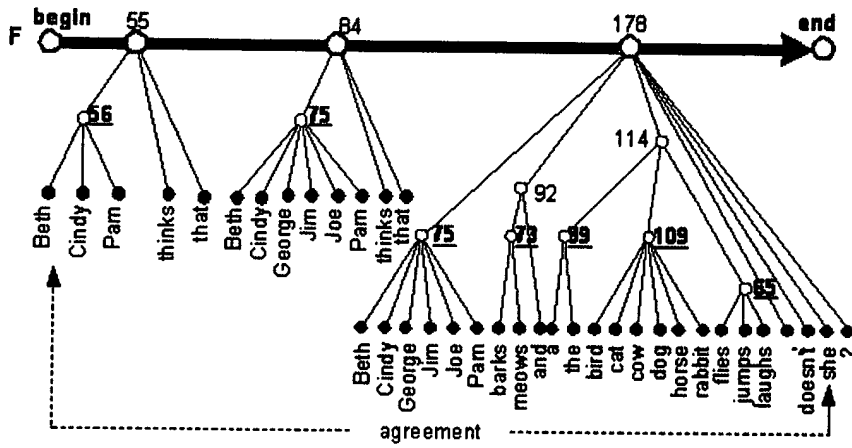 F begin 55 84 178 end
56 75
114
92
Beth Cindy Pam thinks that
Beth Cindy George Jim Joe Pam thinks that
75 73 99 109
65
Beth Cindy George Jim Joe Pam barks meows and a the bird cat cow dog horse rabbit flies jumps laughs doesn't she ?
agreement